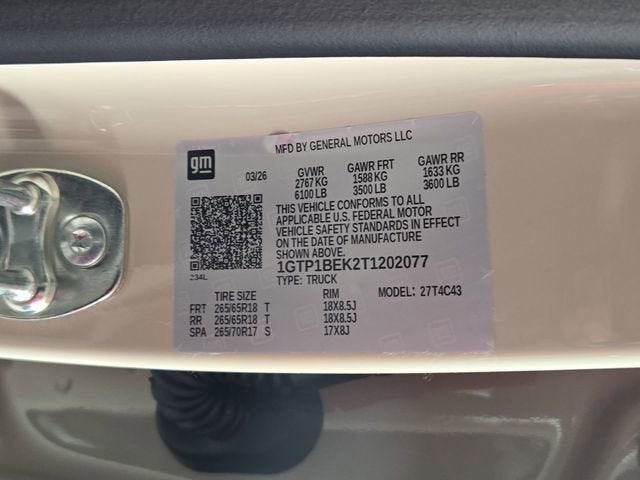 gm
MFD BY GENERAL MOTORS LLC
03/26
GVWR GAWR FRT GAWR RR
2767 KG 1588 KG 1633 KG
6100 LB 3500 LB 3600 LB
THIS VEHICLE CONFORMS TO ALL
APPLICABLE U.S. FEDERAL MOTOR
VEHICLE SAFETY STANDARDS IN EFFECT
ON THE DATE OF MANUFACTURE
SHOWN ABOVE.
234L
1GTP1BEK2T1202077
TYPE: TRUCK
TIRE SIZE RIM MODEL: 27T4C43
FRT 265/65R18 T 18X8.5J
RR 265/65R18 T 18X8.5J
SPA 265/70R17 S 17X8J